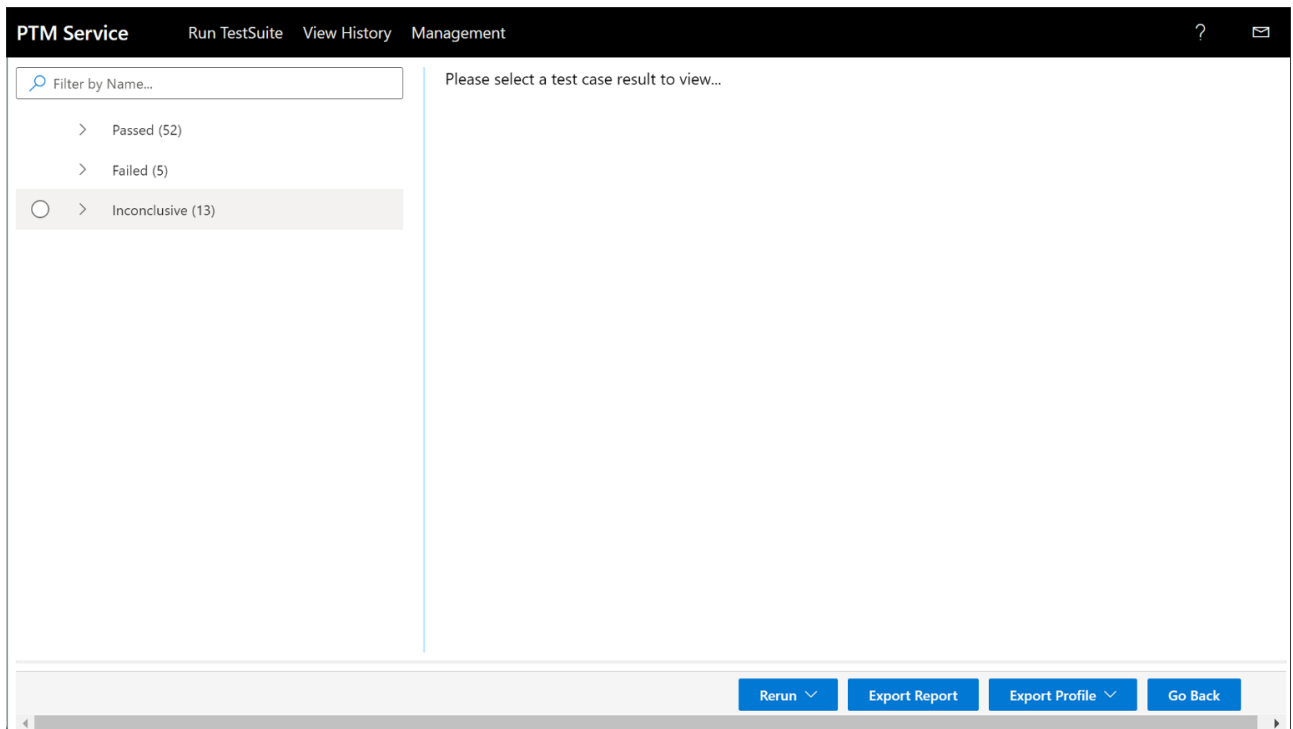 PTM Service Run TestSuite View History Management ?
Filter by Name...
Please select a test case result to view...
Passed (52)
Failed (5)
Inconclusive (13)
Rerun Export Report Export Profile Go Back